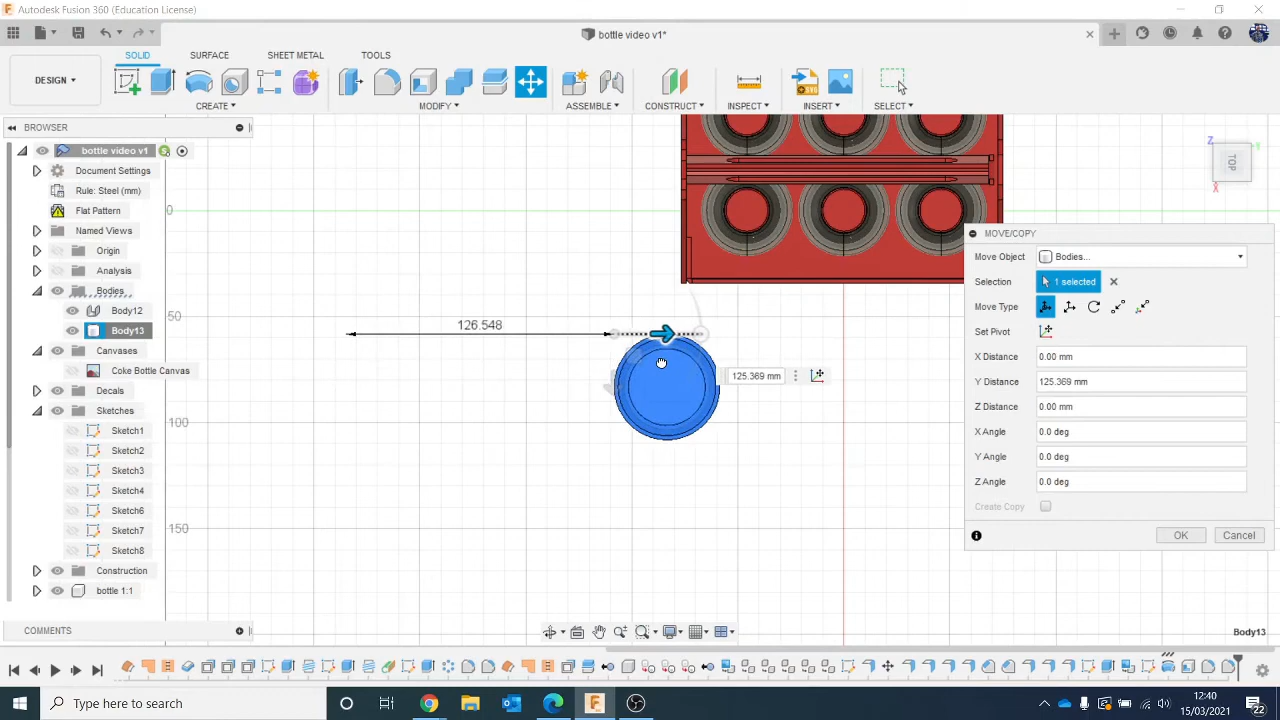 Autodesk Fusion 360 (Education License)
bottle video v1*
SOLID SURFACE SHEET METAL TOOLS
DESIGN
CREATE MODIFY ASSEMBLE CONSTRUCT INSPECT INSERT SELECT
BROWSER
bottle video v1
Document Settings
Rule: Steel (mm)
Flat Pattern
Named Views
Origin
Analysis
Bodies
Body12
Body13
Canvases
Coke Bottle Canvas
Decals
Sketches
Sketch1
Sketch2
Sketch3
Sketch4
Sketch6
Sketch7
Sketch8
Construction
bottle 1:1
0
50
100
150
126.548
125.369 mm
Z
Y
X
TOP
MOVE/COPY
Move Object Bodies...
Selection 1 selected
Move Type
Set Pivot
X Distance 0.00 mm
Y Distance 125.369 mm
Z Distance 0.00 mm
X Angle 0.0 deg
Y Angle 0.0 deg
Z Angle 0.0 deg
Create Copy
OK Cancel
COMMENTS
Body13
Type here to search
12:40
15/03/2021
22